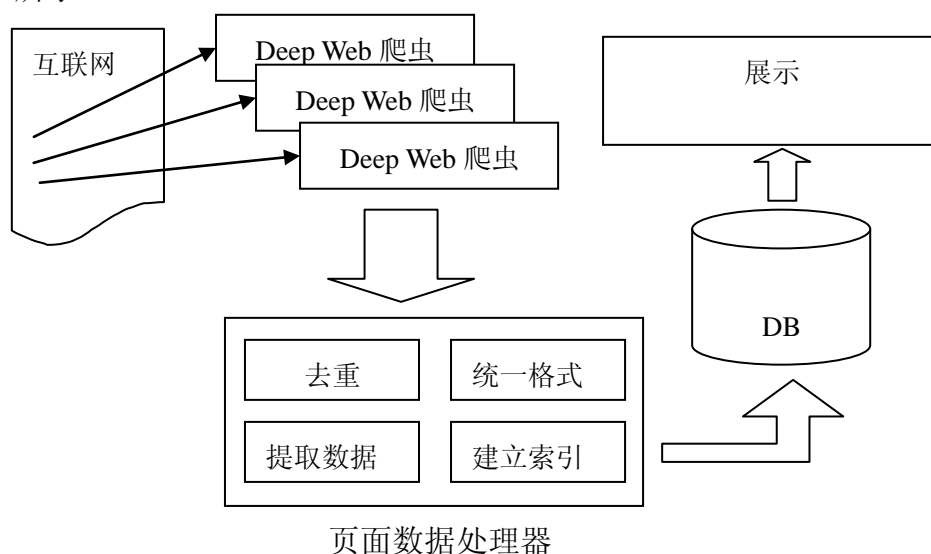 互联网
Deep Web 爬虫
Deep Web 爬虫
Deep Web 爬虫
展示
DB
去重
统一格式
提取数据
建立索引
页面数据处理器